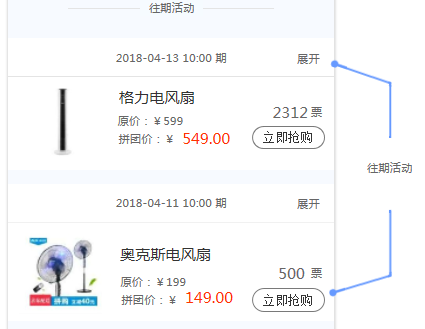 往期活动
2018-04-13 10:00 期 展开
格力电风扇
原价：￥599
2312 票
拼团价：￥ 549.00
立即抢购
往期活动
2018-04-11 10:00 期 展开
奥克斯电风扇
500 票
原价：￥199
拼团价：￥ 149.00
立即抢购